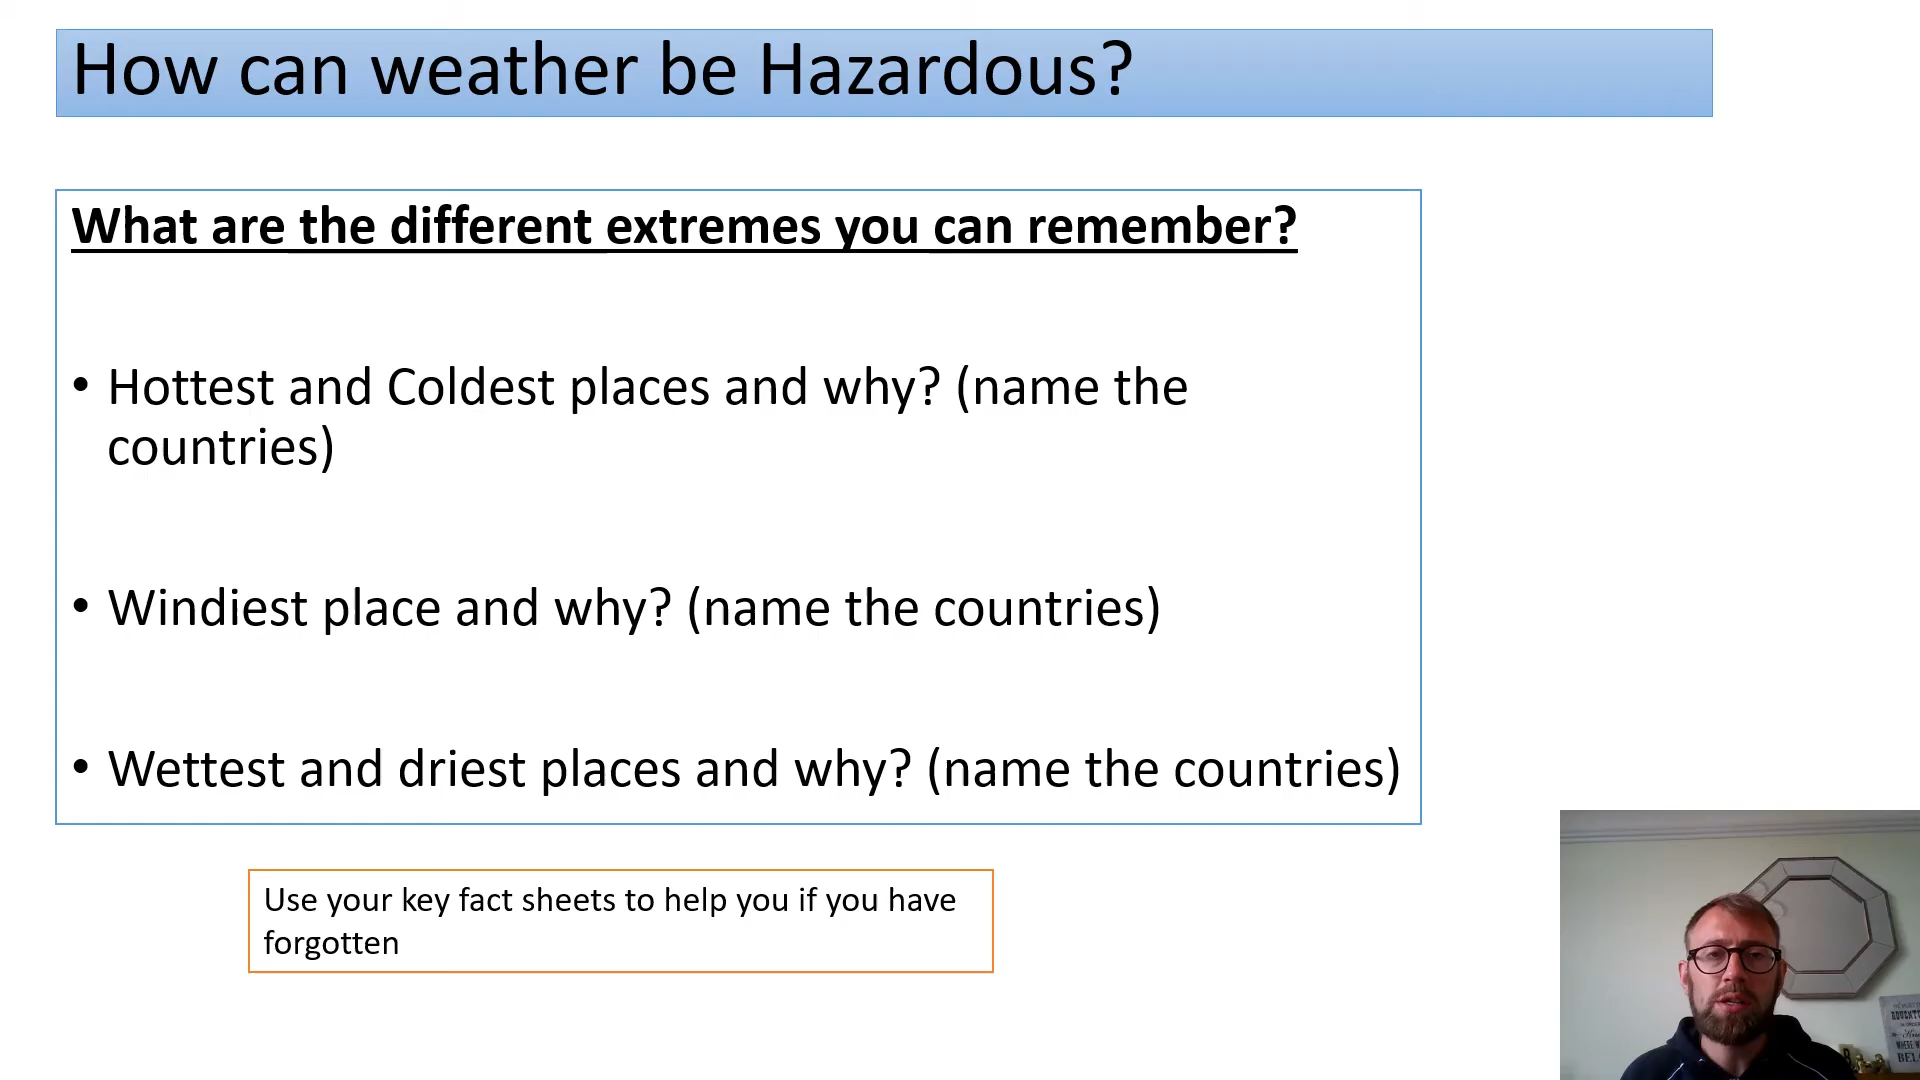 How can weather be Hazardous?
What are the different extremes you can remember?
• Hottest and Coldest places and why? (name the
countries)
• Windiest place and why? (name the countries)
• Wettest and driest places and why? (name the countries)
Use your key fact sheets to help you if you have
forgotten